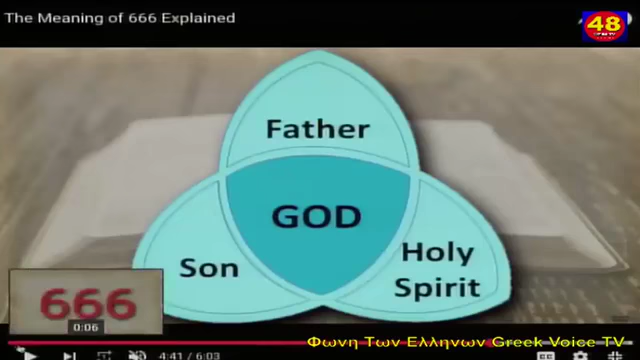 The Meaning of 666 Explained
48
Father
GOD
Son
Holy
Spirit
666
0:06
Φωνη Των Ελληνων Greek Voice TV
4:41 / 6:03